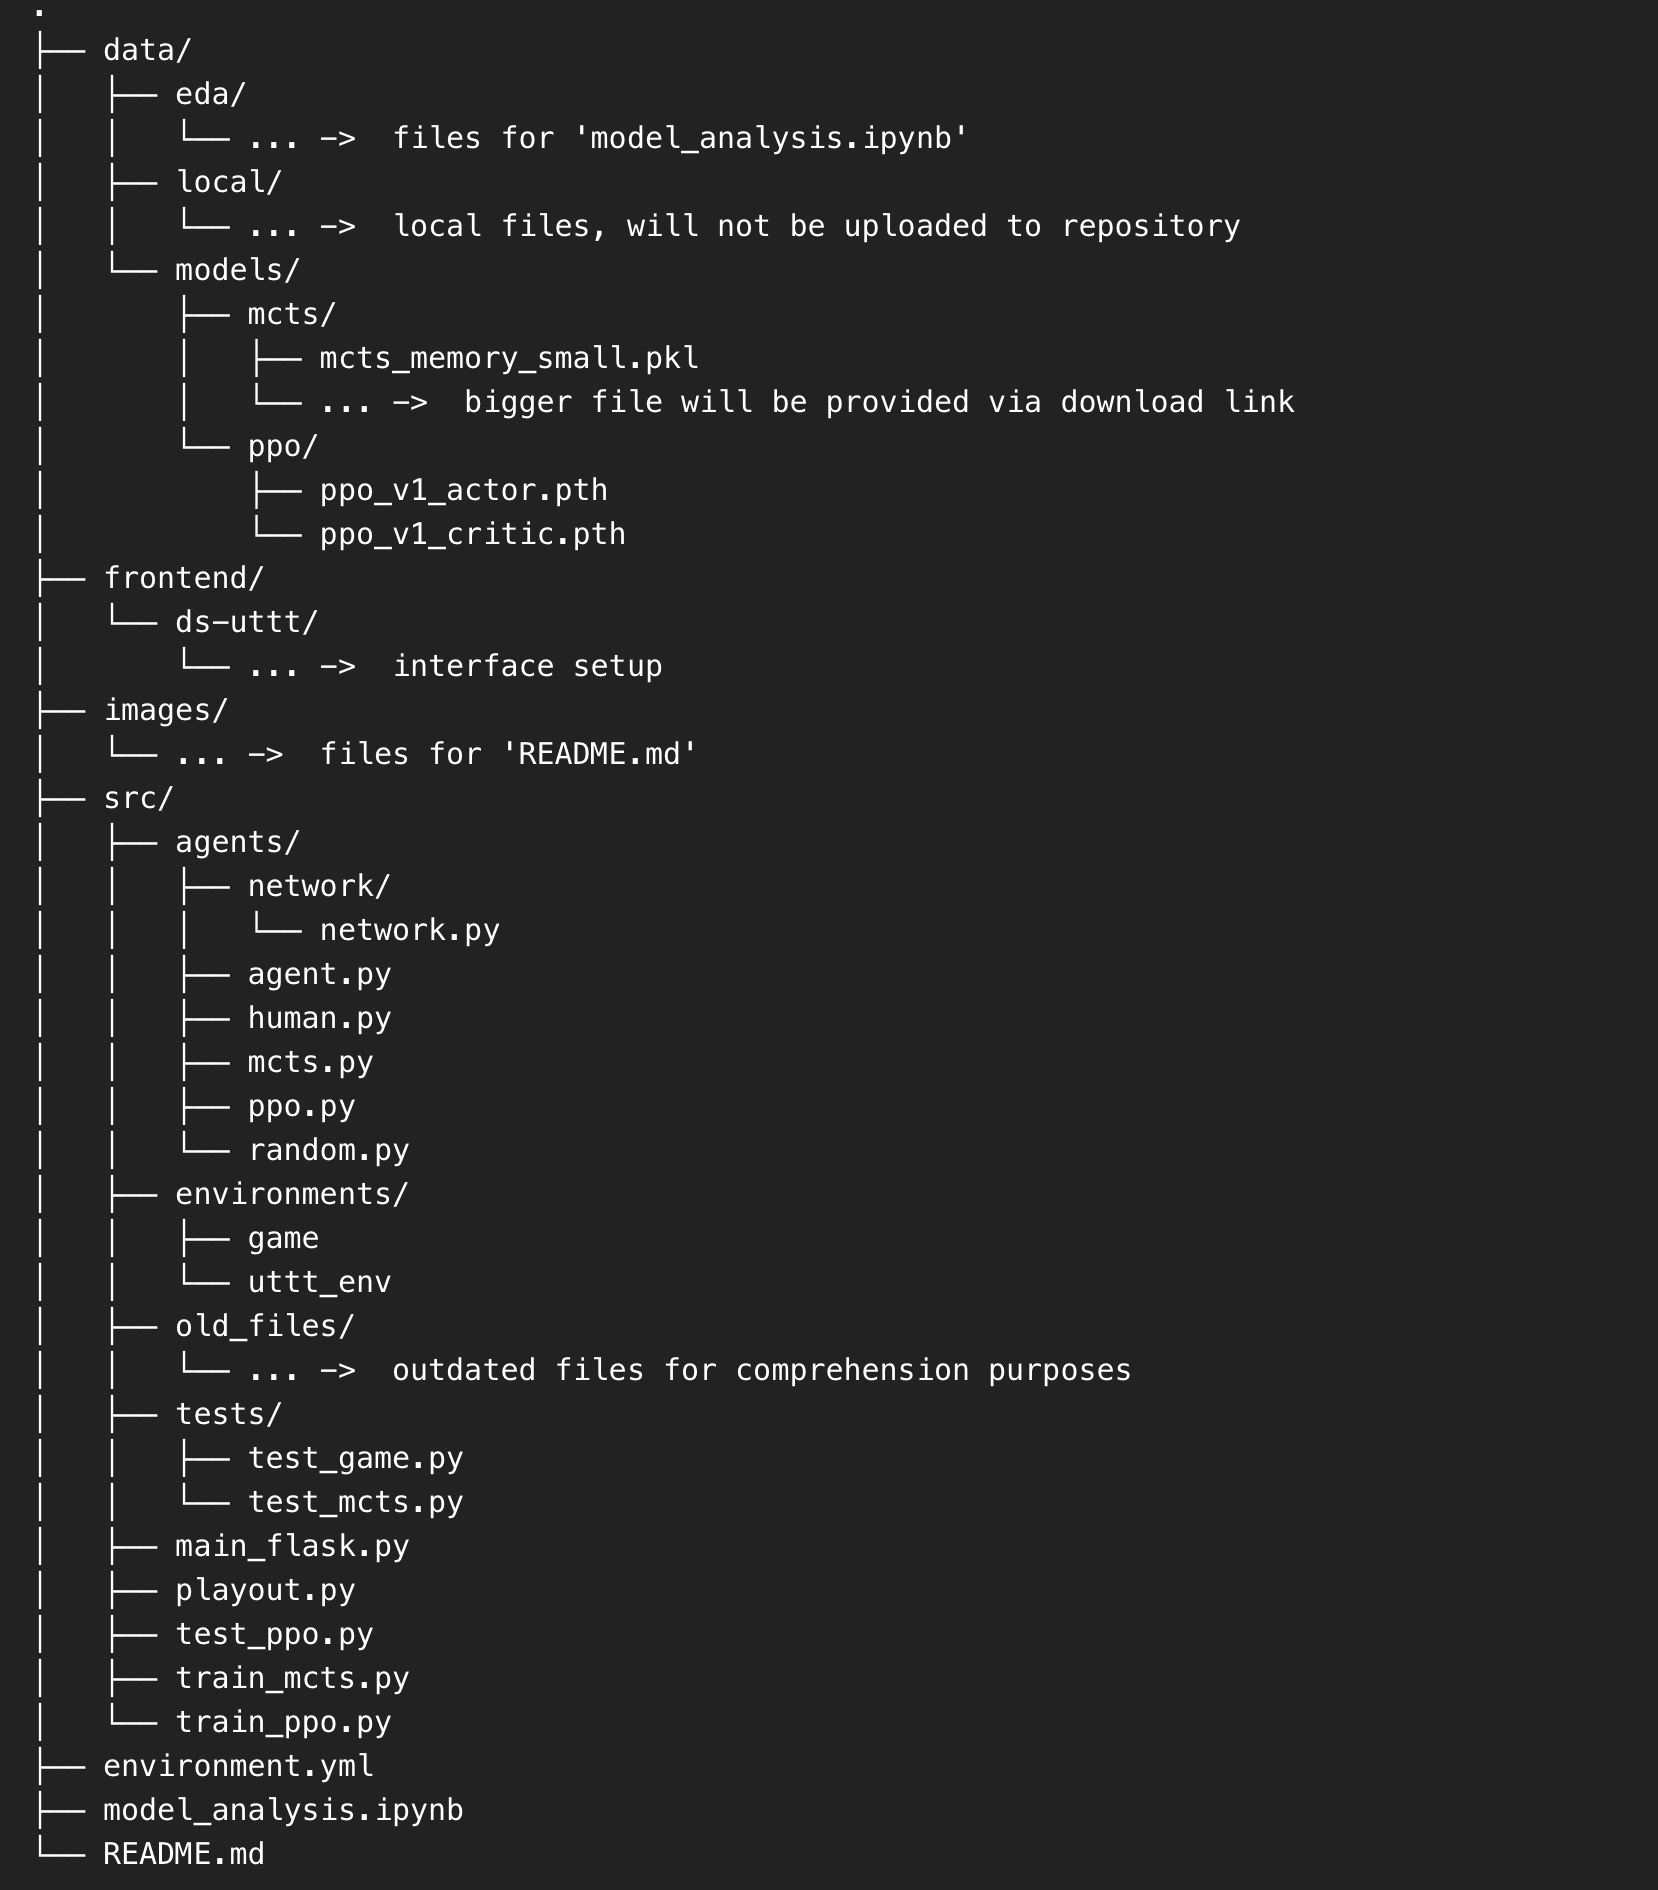 .
├── data/
│   ├── eda/
│   │   └── ... ->  files for 'model_analysis.ipynb'
│   ├── local/
│   │   └── ... ->  local files, will not be uploaded to repository
│   └── models/
│       ├── mcts/
│       │   ├── mcts_memory_small.pkl
│       │   └── ... ->  bigger file will be provided via download link
│       └── ppo/
│           ├── ppo_v1_actor.pth
│           └── ppo_v1_critic.pth
├── frontend/
│   └── ds-uttt/
│       └── ... ->  interface setup
├── images/
│   └── ... ->  files for 'README.md'
├── src/
│   ├── agents/
│   │   ├── network/
│   │   │   └── network.py
│   │   ├── agent.py
│   │   ├── human.py
│   │   ├── mcts.py
│   │   ├── ppo.py
│   │   └── random.py
│   ├── environments/
│   │   ├── game
│   │   └── uttt_env
│   ├── old_files/
│   │   └── ... ->  outdated files for comprehension purposes
│   ├── tests/
│   │   ├── test_game.py
│   │   └── test_mcts.py
│   ├── main_flask.py
│   ├── playout.py
│   ├── test_ppo.py
│   ├── train_mcts.py
│   └── train_ppo.py
├── environment.yml
├── model_analysis.ipynb
└── README.md